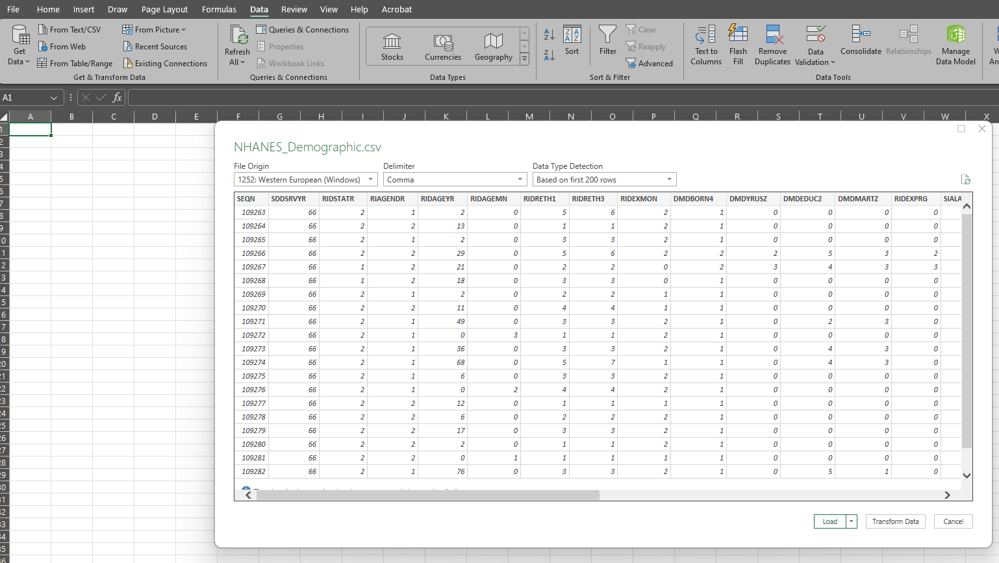 File Home Insert Draw Page Layout Formulas Data Review View Help Acrobat
Get Data
From Text/CSV
From Web
From Table/Range
From Picture
Recent Sources
Existing Connections
Get & Transform Data
Refresh All
Queries & Connections
Properties
Workbook Links
Queries & Connections
Stocks Currencies Geography
Data Types
Sort
Filter
Clear
Reapply
Advanced
Sort & Filter
Text to Columns
Flash Fill
Remove Duplicates
Data Validation
Consolidate
Relationships
Manage Data Model
Data Tools
A1
fx
A B C D E F G H I J K L M N O P Q R S T U V W X
NHANES_Demographic.csv
File Origin Delimiter Data Type Detection
1252: Western European (Windows) Comma Based on first 200 rows
SEQN SDDSRVYR RIDSTATR RIAGENDR RIDAGEYR RIDAGEMN RIDRETH1 RIDRETH3 RIDEXMON DMDBORN4 DMDYRUSZ DMDEDUC2 DMDMARTZ RIDEXPRG SIALA
109263 66 2 1 2 0 5 6 2 1 0 0 0 0
109264 66 2 2 13 0 1 1 2 1 0 0 0 0
109265 66 2 1 2 0 3 3 2 1 0 0 0 0
109266 66 2 2 29 0 5 6 2 2 2 5 3 2
109267 66 1 2 21 0 2 2 0 2 3 4 3 3
109268 66 1 2 18 0 3 3 0 1 0 0 0 0
109269 66 2 1 2 0 2 2 1 1 0 0 0 0
109270 66 2 2 11 0 4 4 1 1 0 0 0 0
109271 66 2 1 49 0 3 3 2 1 0 2 3 0
109272 66 2 1 0 3 1 1 2 1 0 0 0 0
109273 66 2 1 36 0 3 3 2 1 0 4 3 0
109274 66 2 1 68 0 5 7 1 1 0 4 3 0
109275 66 2 1 6 0 3 3 2 1 0 0 0 0
109276 66 2 1 0 2 4 4 2 1 0 0 0 0
109277 66 2 2 12 0 1 1 1 1 0 0 0 0
109278 66 2 2 6 0 2 2 2 1 0 0 0 0
109279 66 2 2 17 0 3 3 2 1 0 0 0 0
109280 66 2 2 2 0 1 1 2 1 0 0 0 0
109281 66 2 2 0 1 1 1 1 1 0 0 0 0
109282 66 2 1 76 0 3 3 2 1 0 5 1 0
Load Transform Data Cancel